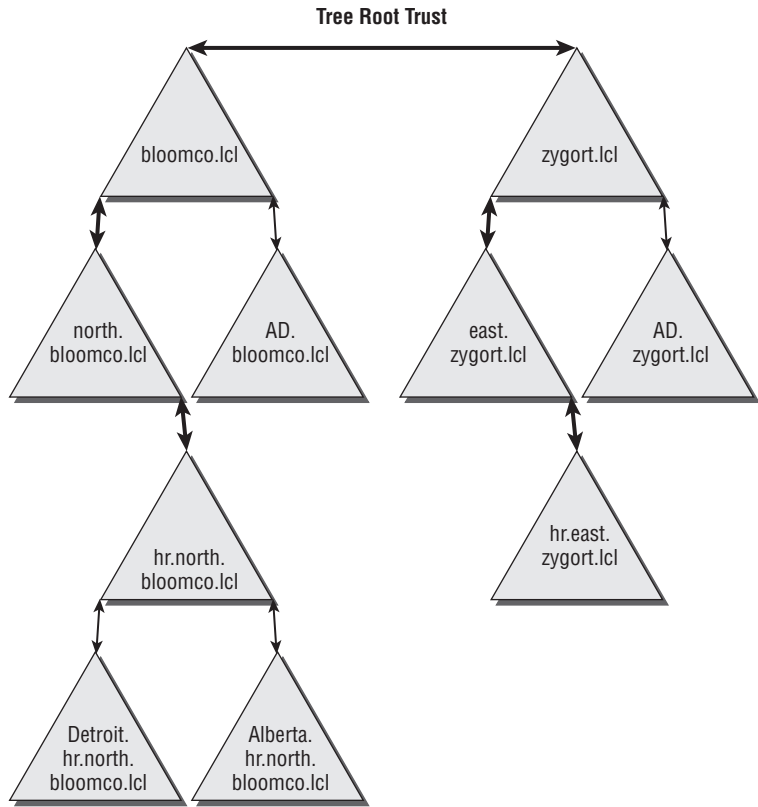 Tree Root Trust
bloomco.lcl
zygort.lcl
north.
bloomco.lcl
AD.
bloomco.lcl
east.
zygort.lcl
AD.
zygort.lcl
hr.north.
bloomco.lcl
hr.east.
zygort.lcl
Detroit.
hr.north.
bloomco.lcl
Alberta.
hr.north.
bloomco.lcl